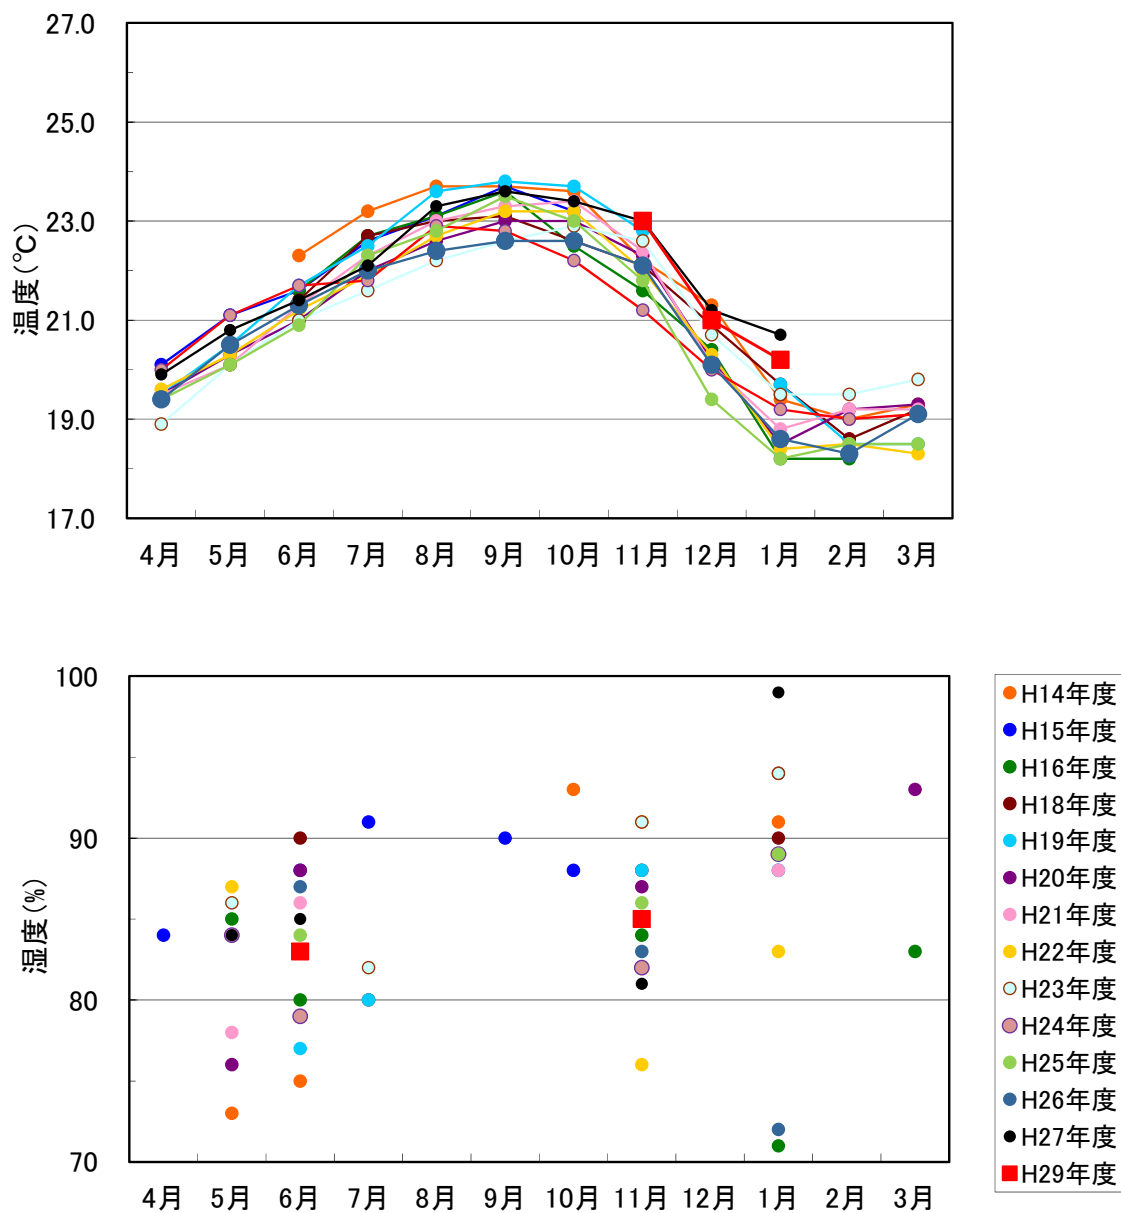 27.0
25.0
23.0
21.0
19.0
17.0
温度(℃)
4月 5月 6月 7月 8月 9月 10月 11月 12月 1月 2月 3月
100
90
80
70
湿度(%)
4月 5月 6月 7月 8月 9月 10月 11月 12月 1月 2月 3月
H14年度
H15年度
H16年度
H18年度
H19年度
H20年度
H21年度
H22年度
H23年度
H24年度
H25年度
H26年度
H27年度
H29年度